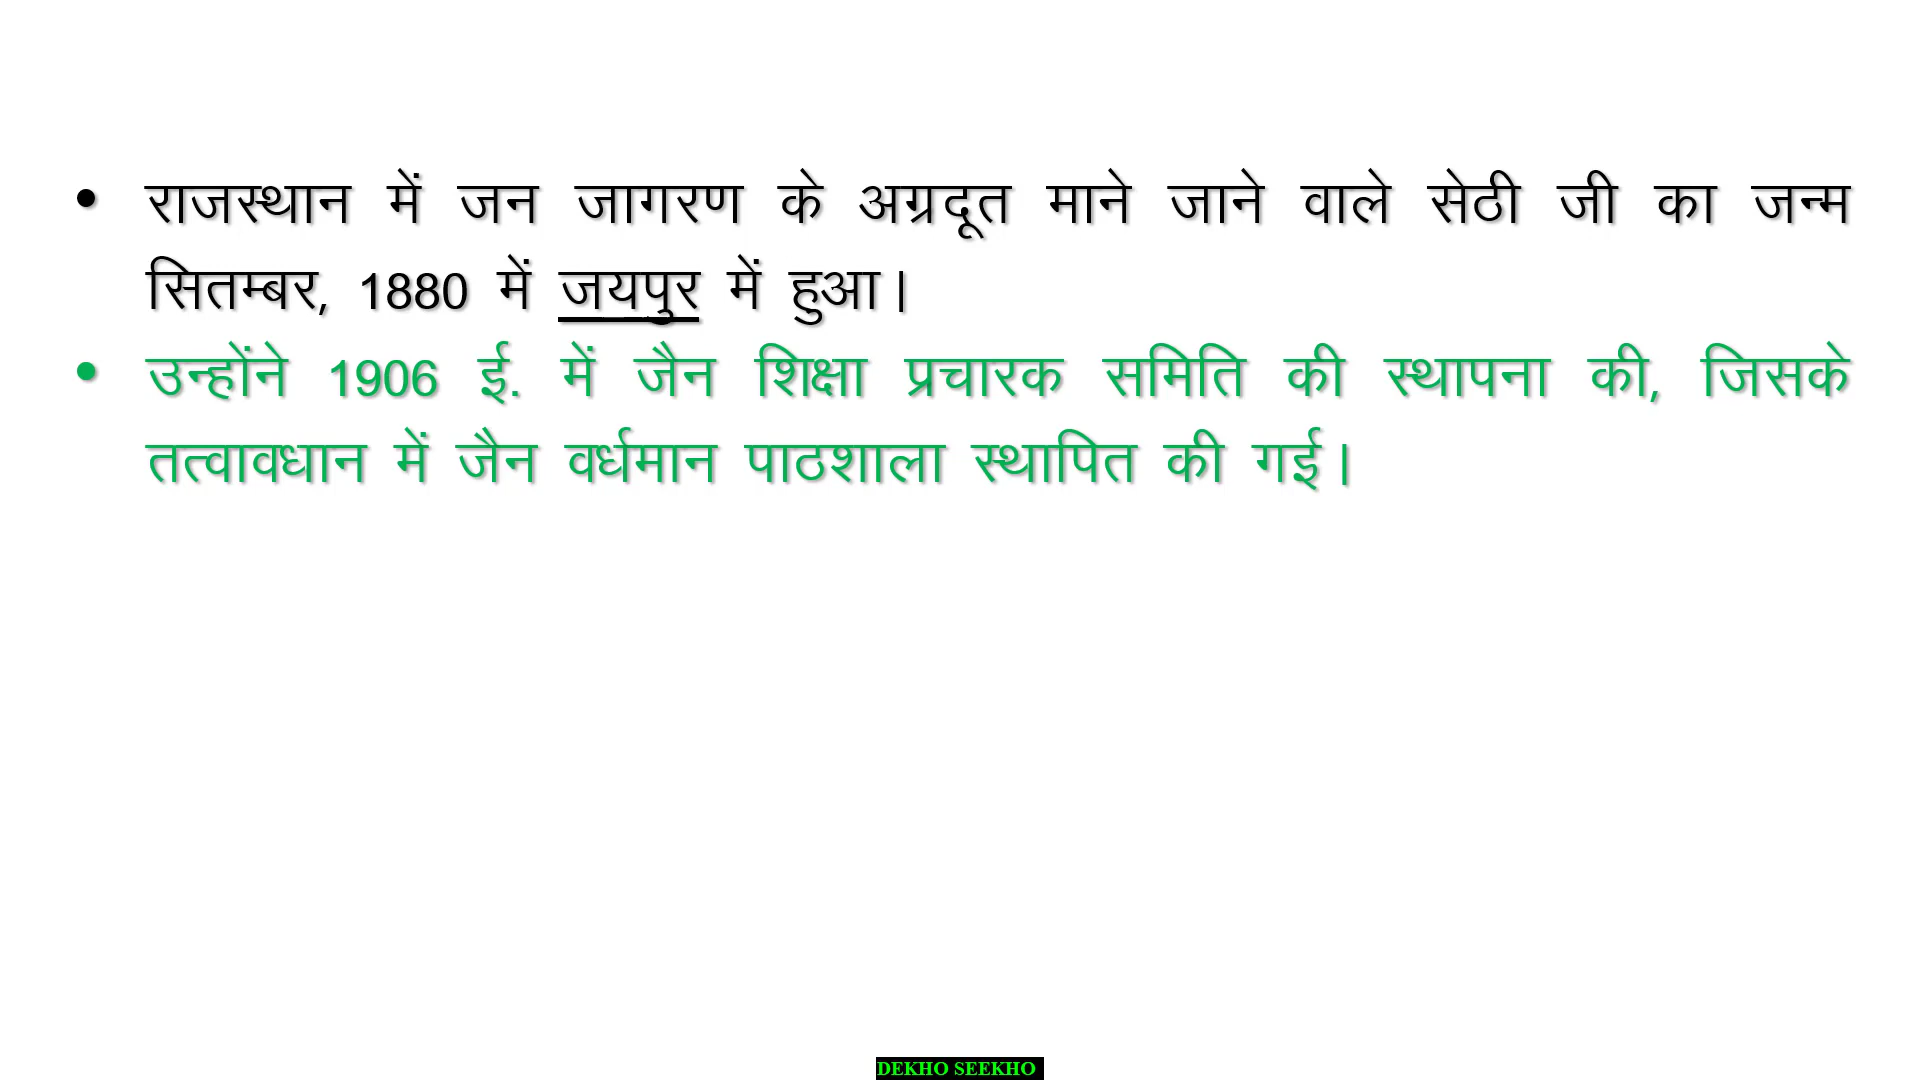 • राजस्थान में जन जागरण के अग्रदूत माने जाने वाले सेठी जी का जन्म
सितम्बर, 1880 में जयपुर में हुआ।
• उन्होंने 1906 ई. में जैन शिक्षा प्रचारक समिति की स्थापना की, जिसके
तत्वावधान में जैन वर्धमान पाठशाला स्थापित की गई।
DEKHO SEEKHO